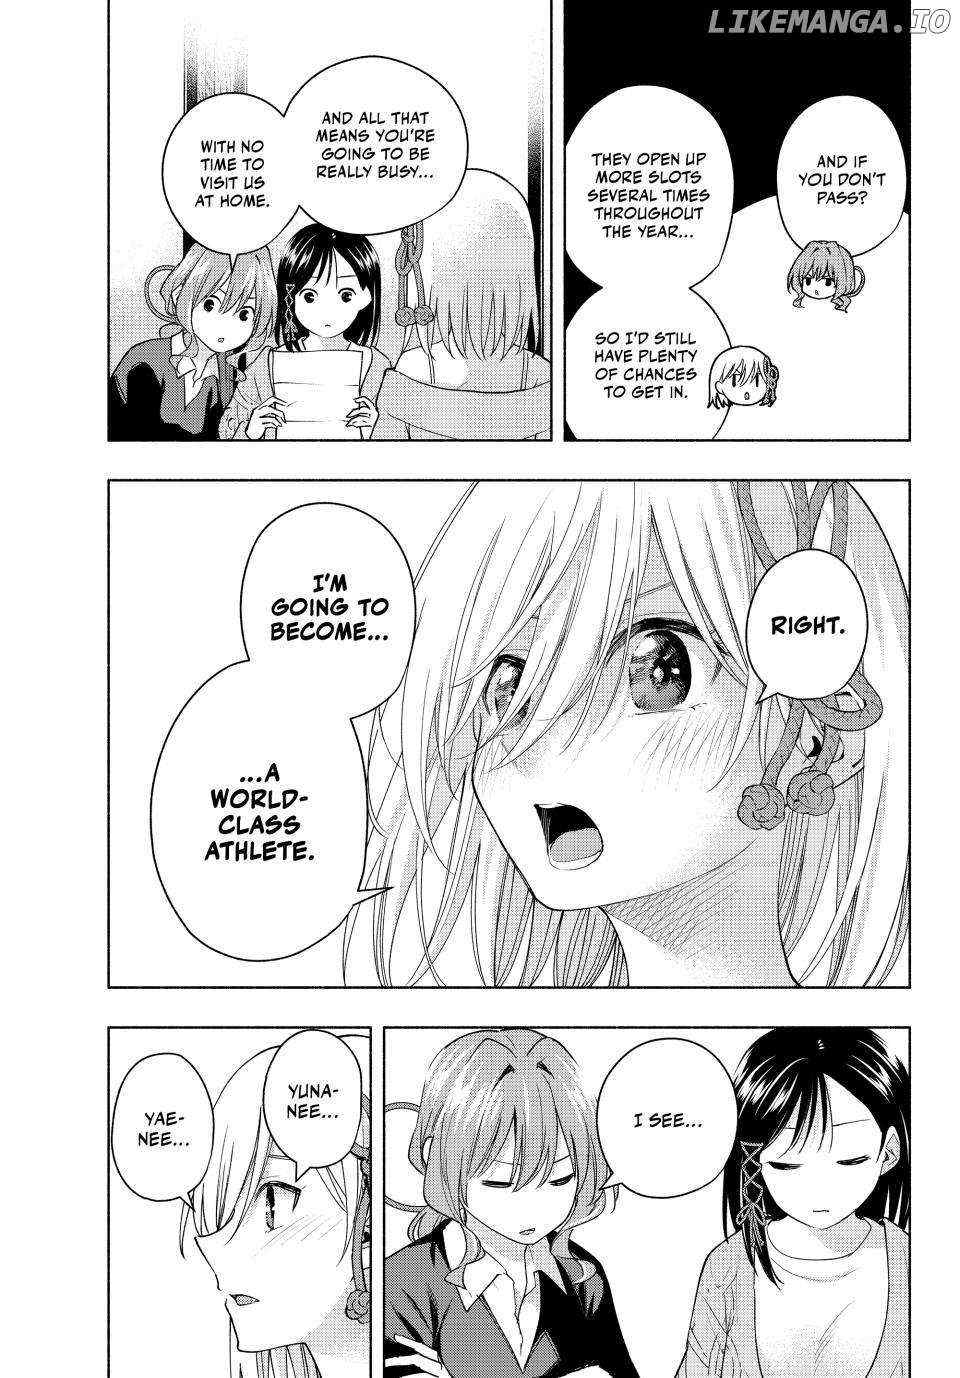 LIKEMANGA.IO
AND IF
YOU DON'T
PASS?
THEY OPEN UP
MORE SLOTS
SEVERAL TIMES
THROUGHOUT
THE YEAR...
SO I'D STILL
HAVE PLENTY
OF CHANCES
TO GET IN.
AND ALL THAT
MEANS YOU'RE
GOING TO BE
REALLY BUSY...
WITH NO
TIME TO
VISIT US
AT HOME.
RIGHT.
I'M
GOING TO
BECOME...
...A
WORLD-
CLASS
ATHLETE.
I SEE...
YUNA-
NEE...
YAE-
NEE...